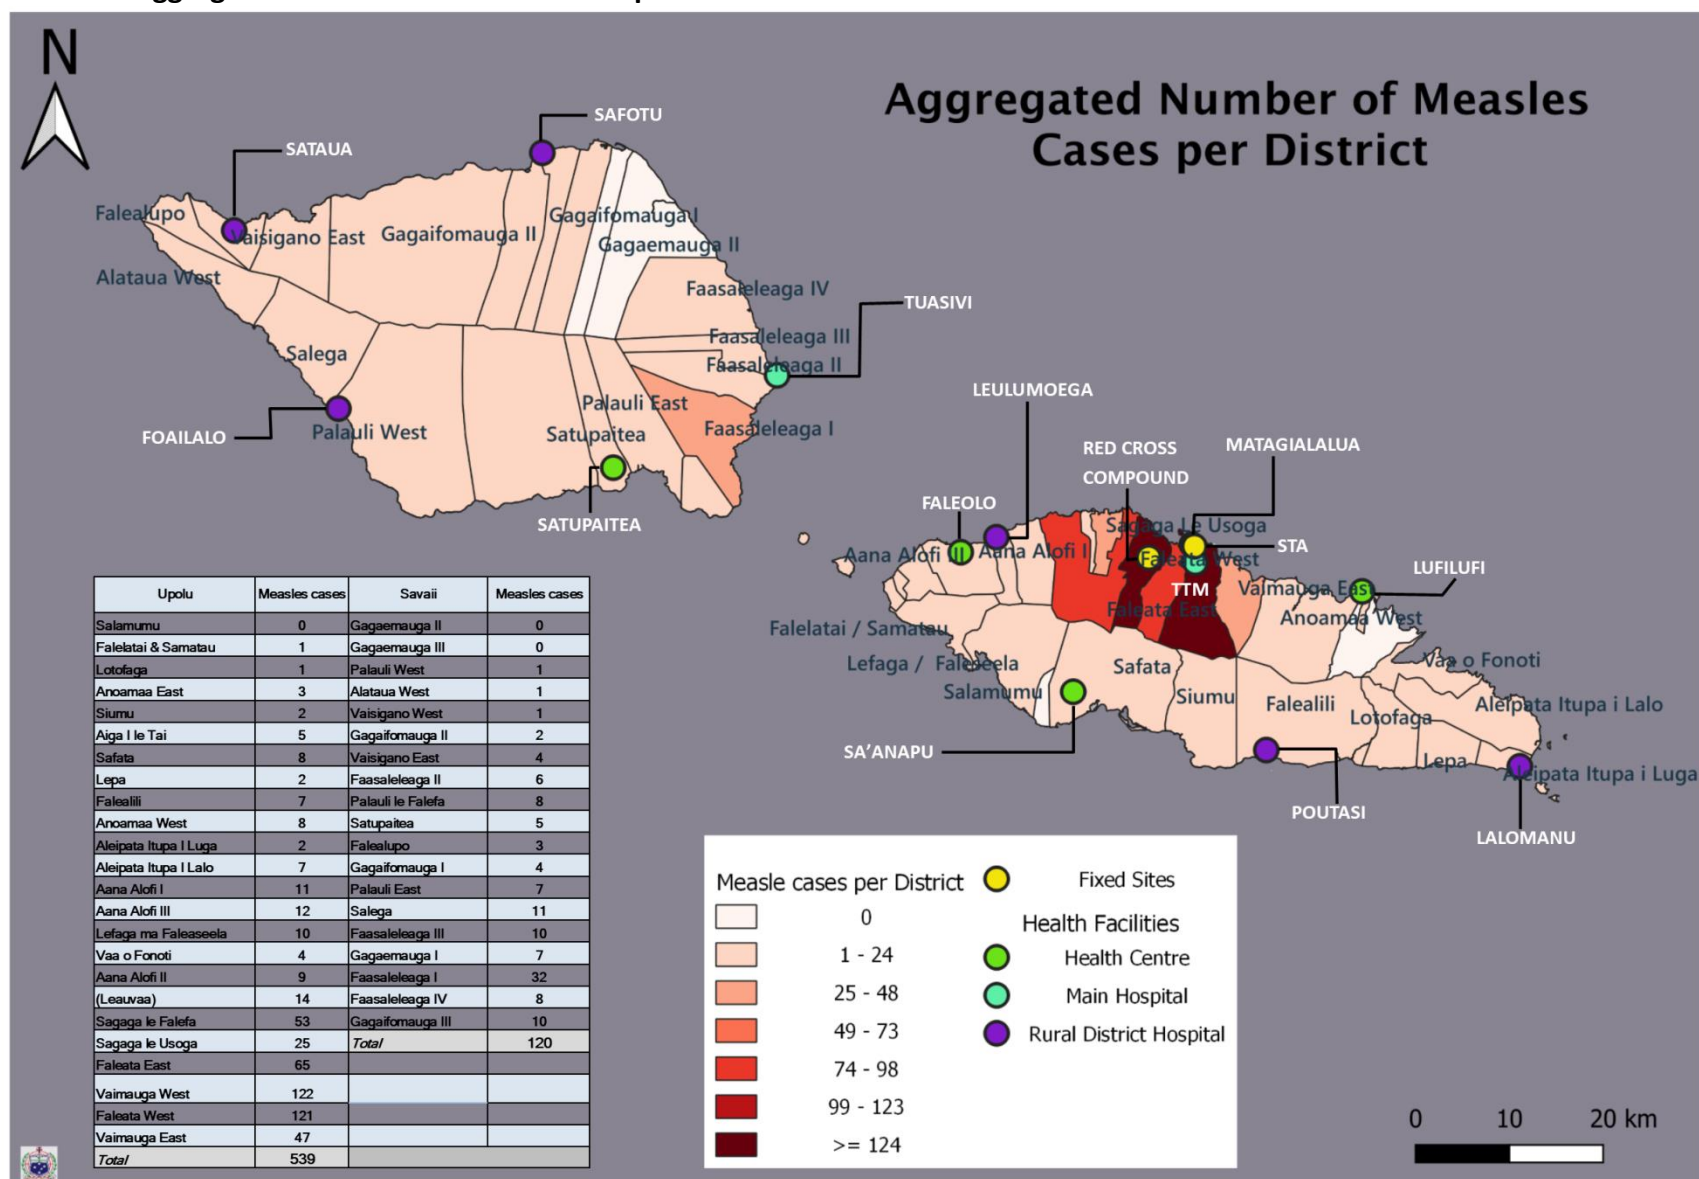 N
Aggregated Number of Measles
Cases per District
SAFOTU
SATAUA
Falealupo
Vaisigano East
Gagaifomauga II
Gagaifomauga I
Gagaemauga II
Alataua West
Faasaleleaga IV
TUASIVI
Faasaleleaga III
Salega
Faasaleleaga II
Palauli East
LEULUMOEGA
FOAILALO
Palauli West
Satupaitea
Faasaleleaga I
RED CROSS
COMPOUND
MATAGIALALUA
SATUPAITEA
FALEOLO
Sagaga Le Usoga
Aana Alofi III
Aana Alofi I
Faleata West
STA
LUFILUFI
TTM
Vaimauga East
Faleata East
Anoamaa West
Falelatai / Samatau
Lefaga / Faleseela
Safata
Vaa o Fonoti
Salamumu
Siumu
Falealili
Lotofaga
Aleipata Itupa i Lalo
SA'ANAPU
Lepa
Aleipata Itupa i Luga
POUTASI
LALOMANU
Upolu Measles cases Savaii Measles cases
Salamumu 0 Gagaemauga II 0
Falelatai & Samatau 1 Gagaemauga III 0
Lotofaga 1 Palauli West 1
Anoamaa East 3 Alataua West 1
Siumu 2 Vaisigano West 1
Aiga I le Tai 5 Gagaifomauga II 2
Safata 8 Vaisigano East 4
Lepa 2 Faasaleleaga II 6
Falealili 7 Palauli le Falefa 8
Anoamaa West 8 Satupaitea 5
Aleipata Itupa I Luga 2 Falealupo 3
Aleipata Itupa I Lalo 7 Gagaifomauga I 4
Aana Alofi I 11 Palauli East 7
Aana Alofi III 12 Salega 11
Lefaga ma Faleaseela 10 Faasaleleaga III 10
Vaa o Fonoti 4 Gagaemauga I 7
Aana Alofi II 9 Faasaleleaga I 32
(Leauvaa) 14 Faasaleleaga IV 8
Sagaga le Falefa 53 Gagaifomauga III 10
Sagaga le Usoga 25 Total 120
Faleata East 65
Vaimauga West 122
Faleata West 121
Vaimauga East 47
Total 539
Measle cases per District
0
1 - 24
25 - 48
49 - 73
74 - 98
99 - 123
>= 124
Fixed Sites
Health Facilities
Health Centre
Main Hospital
Rural District Hospital
0 10 20 km